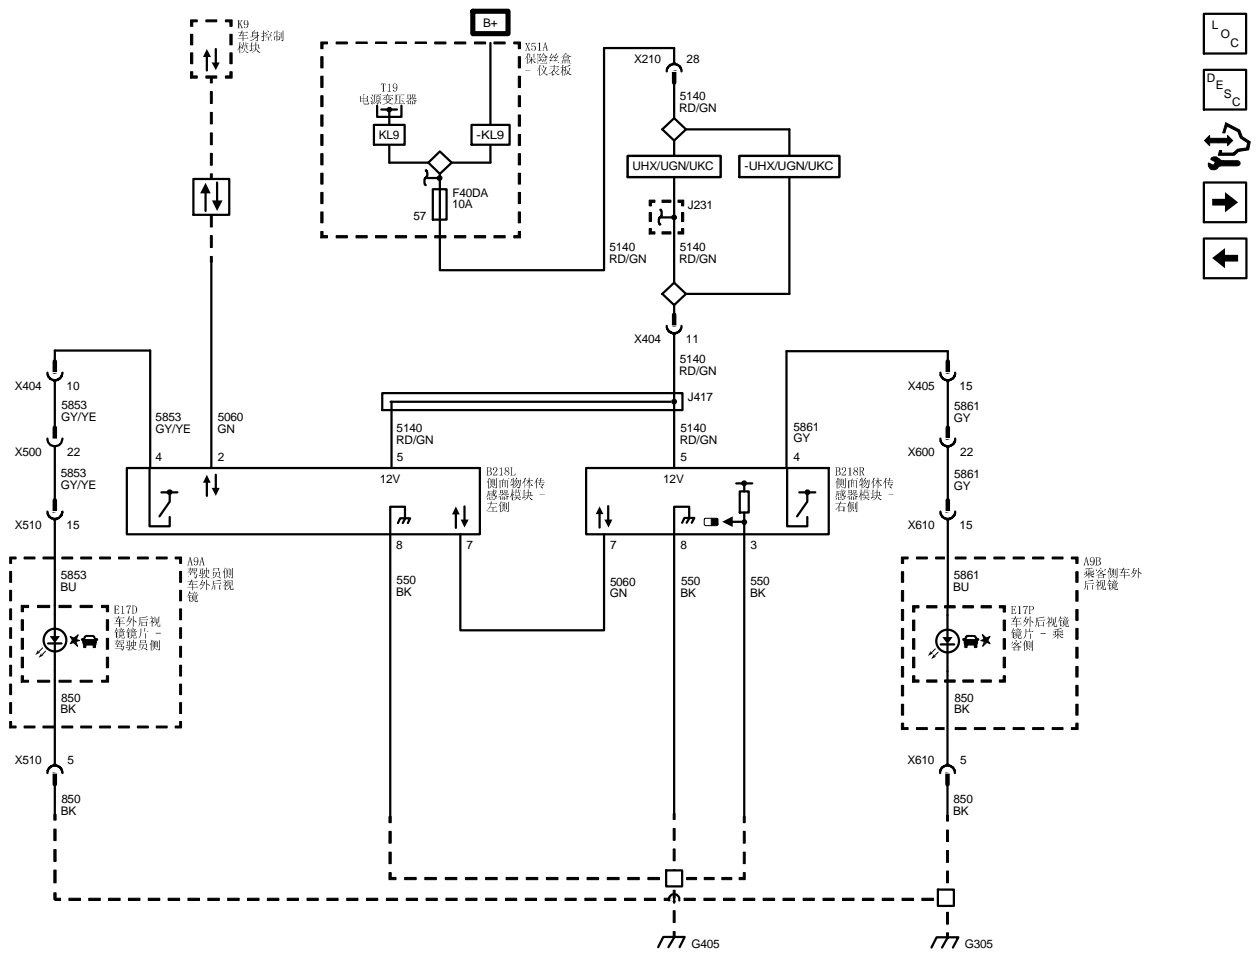 K9
车身控制
模块
B+
X51A
保险丝盒
- 仪表板
T19
电源变压器
KL9
-KL9
F40DA
10A
57
5140
RD/GN
X210
28
5140
RD/GN
UHX/UGN/UKC
-UHX/UGN/UKC
J231
5140
RD/GN
X404
11
5140
RD/GN
J417
L
O
C
D
E
S
C
X404
10
5853
GY/YE
X500
22
5853
GY/YE
X510
15
5853
GY/YE
4
5060
GN
2
5140
RD/GN
5
12V
B218L
侧面物体传
感器模块 -
左侧
8
7
5140
RD/GN
5
12V
5861
GY
4
B218R
侧面物体传
感器模块 -
右侧
7
8
3
X405
15
5861
GY
X600
22
5861
GY
X610
15
A9A
驾驶员侧
车外后视
镜
5853
BU
E17D
车外后视
镜镜片 -
驾驶员侧
850
BK
X510
5
850
BK
550
BK
5060
GN
550
BK
550
BK
A9B
乘客侧车外
后视镜
5861
BU
E17P
车外后视镜
镜片 - 乘
客侧
850
BK
X610
5
850
BK
G405
G305